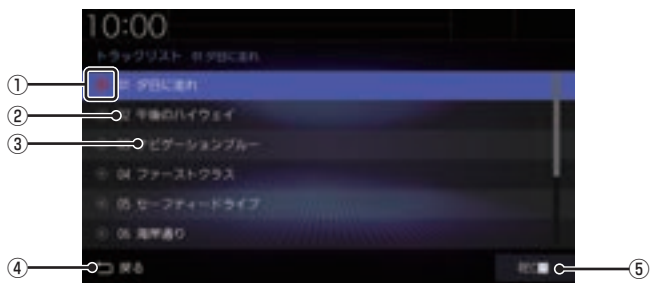 10:00
トラックリスト 01 夕日に走れ
① 01 夕日に走れ
② 02 午後のハイウェイ
③ ビゲーションブルー
04 ファーストクラス
05 セーフティードライブ
06 海岸通り
④ 戻る
⑤